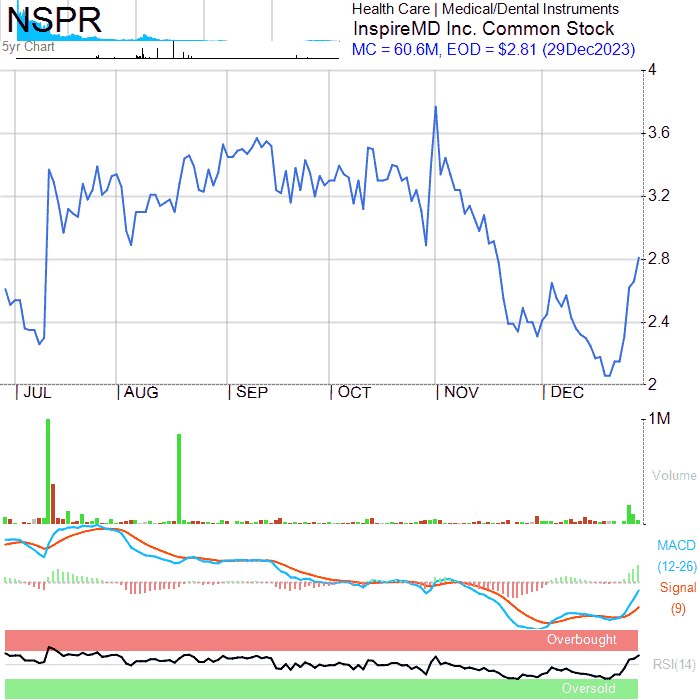 NSPR
5yr Chart
Health Care | Medical/Dental Instruments
InspireMD Inc. Common Stock
MC = 60.6M, EOD = $2.81 (29Dec2023)
4
3.6
3.2
2.8
2.4
2
JUL AUG SEP OCT NOV DEC
1M
Volume
MACD
(12-26)
Signal
(9)
Overbought
RSI(14)
Oversold